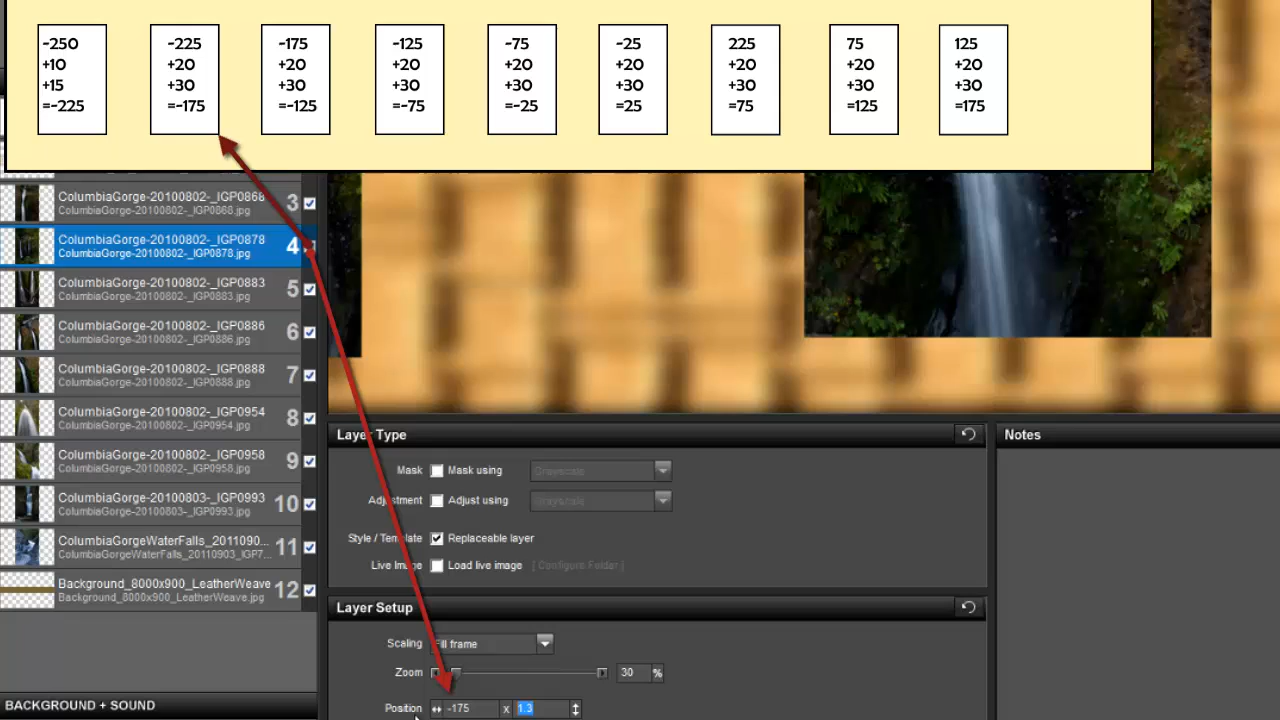 -250
+10
+15
=-225
-225
+20
+30
=-175
-175
+20
+30
=-125
-125
+20
+30
=-75
-75
+20
+30
=-25
-25
+20
+30
=25
225
+20
+30
=75
75
+20
+30
=125
125
+20
+30
=175
ColumbiaGorge-20100802-_IGP0868 3
ColumbiaGorge-20100802-_IGP0868.jpg
ColumbiaGorge-20100802-_IGP0878 4
ColumbiaGorge-20100802-_IGP0878.jpg
ColumbiaGorge-20100802-_IGP0883 5
ColumbiaGorge-20100802-_IGP0883.jpg
ColumbiaGorge-20100802-_IGP0886 6
ColumbiaGorge-20100802-_IGP0886.jpg
ColumbiaGorge-20100802-_IGP0888 7
ColumbiaGorge-20100802-_IGP0888.jpg
ColumbiaGorge-20100802-_IGP0954 8
ColumbiaGorge-20100802-_IGP0954.jpg
ColumbiaGorge-20100802-_IGP0958 9
ColumbiaGorge-20100802-_IGP0958.jpg
ColumbiaGorge-20100803-_IGP0993 10
ColumbiaGorge-20100803-_IGP0993.jpg
ColumbiaGorgeWaterFalls_2011090... 11
ColumbiaGorgeWaterFalls_20110903_IGP7...
Background_8000x900_LeatherWeave 12
Background_8000x900_LeatherWeave.jpg
BACKGROUND + SOUND
Layer Type
Mask Mask using Grayscale
Adjustment Adjust using Grayscale
Style / Template Replaceable layer
Live Image Load live image [ Configure Folder ]
Layer Setup
Scaling Fill frame
Zoom 30 %
Position -175 x 1.3
Notes